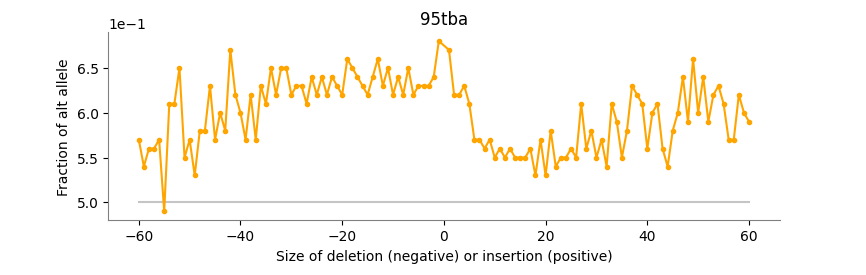 95tba
1e−1
6.5
6.0
5.5
5.0
Fraction of alt allele
−60 −40 −20 0 20 40 60
Size of deletion (negative) or insertion (positive)